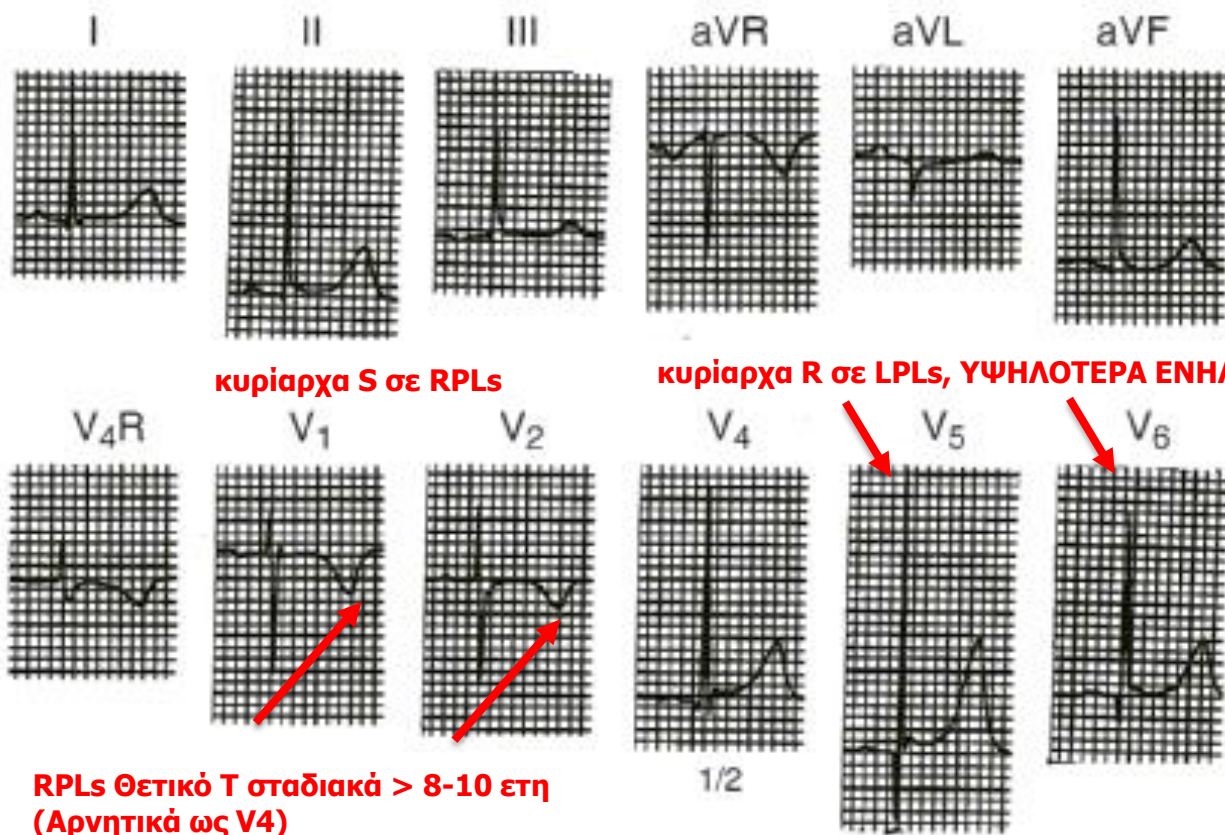 I II III aVR aVL aVF
κυρίαρχα S σε RPLs
κυρίαρχα R σε LPLs, ΥΨΗΛΟΤΕΡΑ ΕΝΗΛ
V4R V1 V2 V4 V5 V6
1/2
RPLs Θετικό Τ σταδιακά > 8-10 ετη
(Αρνητικά ως V4)